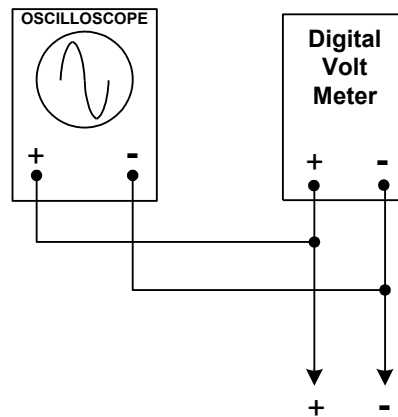 OSCILLOSCOPE
+ -
Digital
Volt
Meter
+ -
+ -